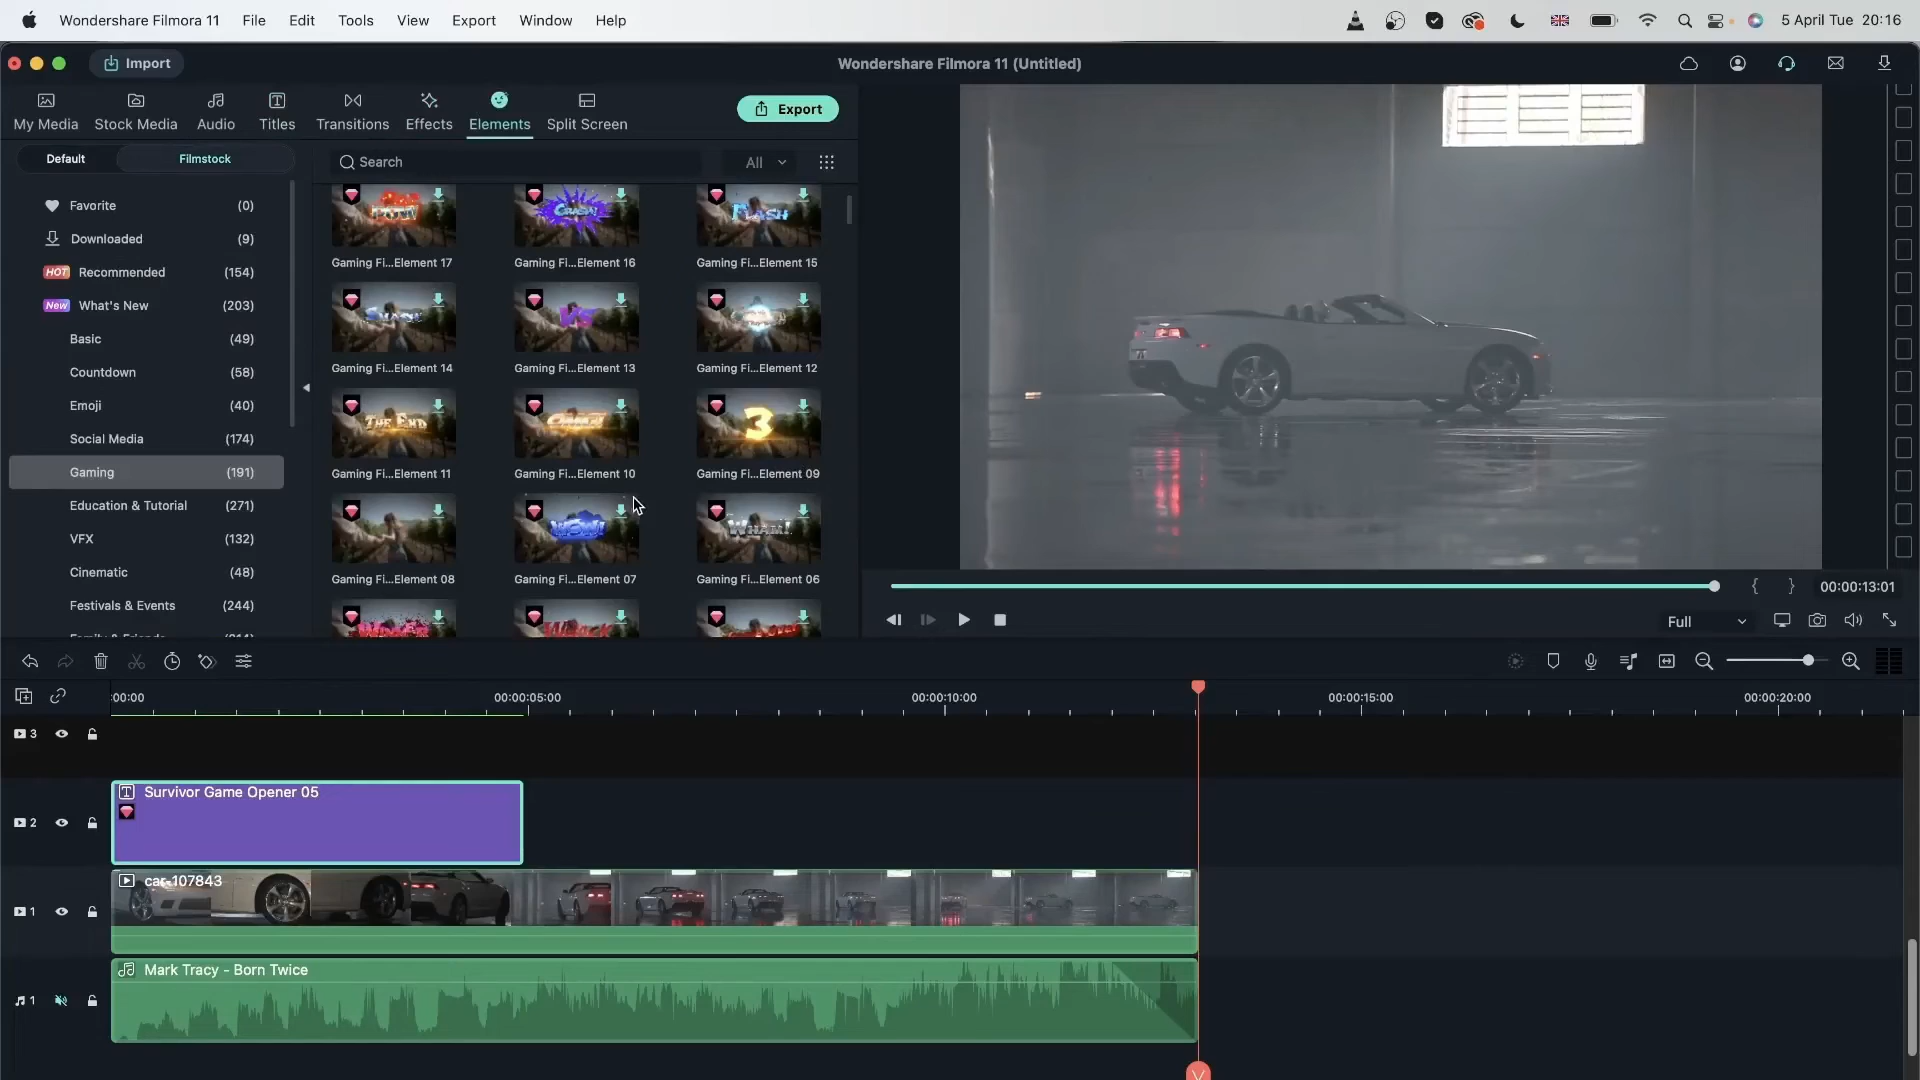 Wondershare Filmora 11 File Edit Tools View Export Window Help 5 April Tue 20:16
Import Wondershare Filmora 11 (Untitled)
My Media Stock Media Audio Titles Transitions Effects Elements Split Screen Export
Default Filmstock Search All
Favorite (0)
Downloaded (9)
HOT Recommended (154)
New What's New (203)
Basic (49)
Countdown (58)
Emoji (40)
Social Media (174)
Gaming (191)
Education & Tutorial (271)
VFX (132)
Cinematic (48)
Festivals & Events (244)
POW CRASH FLASH
Gaming Fi...Element 17 Gaming Fi...Element 16 Gaming Fi...Element 15
VS
Gaming Fi...Element 14 Gaming Fi...Element 13 Gaming Fi...Element 12
THE END 3
Gaming Fi...Element 11 Gaming Fi...Element 10 Gaming Fi...Element 09
WOW! WHAM!
Gaming Fi...Element 08 Gaming Fi...Element 07 Gaming Fi...Element 06
00:00:13:01
Full
:00:00 00:00:05:00 00:00:10:00 00:00:15:00 00:00:20:00
3
Survivor Game Opener 05
2
car-107843
1
Mark Tracy - Born Twice
1